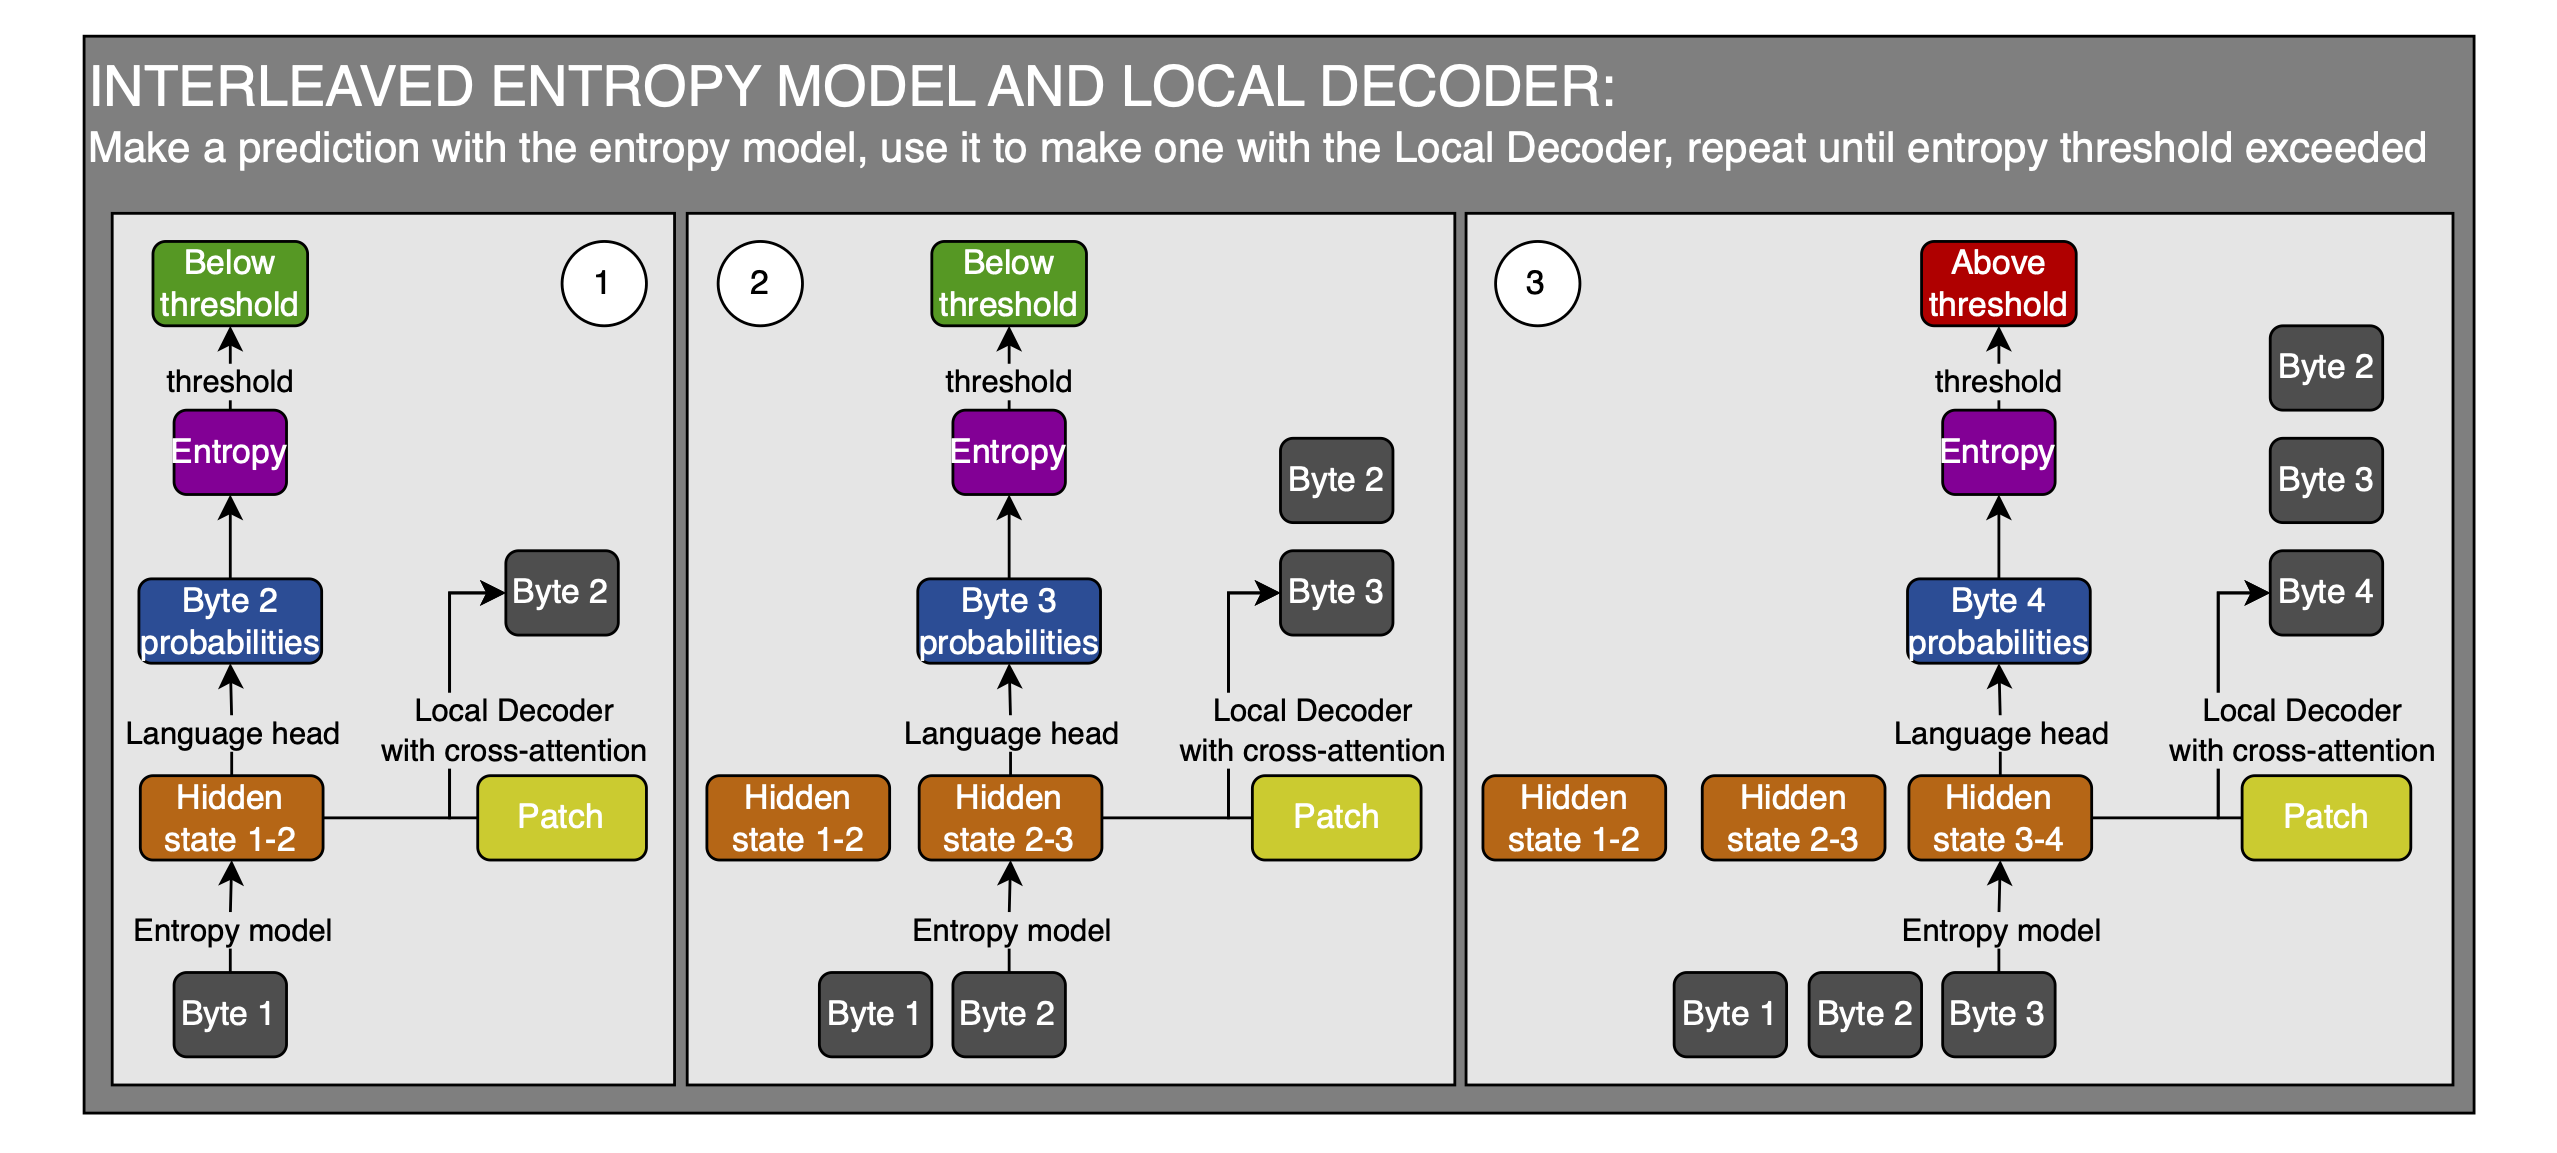 INTERLEAVED ENTROPY MODEL AND LOCAL DECODER:
Make a prediction with the entropy model, use it to make one with the Local Decoder, repeat until entropy threshold exceeded
1
Below
threshold
threshold
Entropy
Byte 2
probabilities
Byte 2
Language head
Local Decoder
with cross-attention
Hidden
state 1-2
Patch
Entropy model
Byte 1
2
Below
threshold
threshold
Entropy
Byte 2
Byte 3
probabilities
Byte 3
Language head
Local Decoder
with cross-attention
Hidden
state 1-2
Hidden
state 2-3
Patch
Entropy model
Byte 1
Byte 2
3
Above
threshold
threshold
Byte 2
Entropy
Byte 3
Byte 4
probabilities
Byte 4
Language head
Local Decoder
with cross-attention
Hidden
state 1-2
Hidden
state 2-3
Hidden
state 3-4
Patch
Entropy model
Byte 1
Byte 2
Byte 3